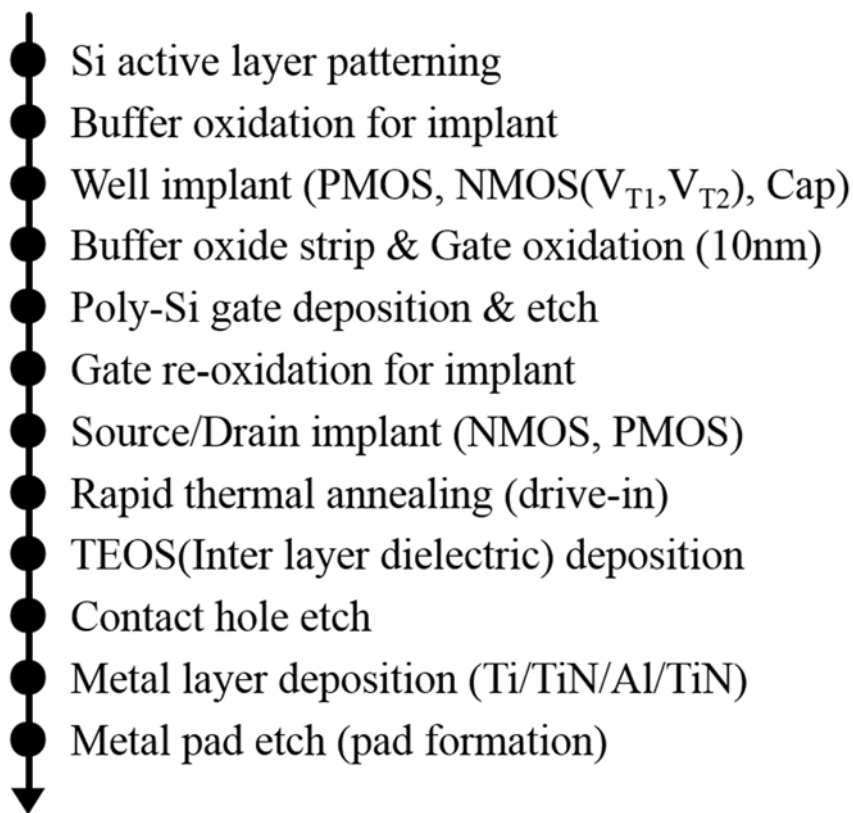 Si active layer patterning
Buffer oxidation for implant
Well implant (PMOS, NMOS(V_T1,V_T2), Cap)
Buffer oxide strip & Gate oxidation (10nm)
Poly-Si gate deposition & etch
Gate re-oxidation for implant
Source/Drain implant (NMOS, PMOS)
Rapid thermal annealing (drive-in)
TEOS(Inter layer dielectric) deposition
Contact hole etch
Metal layer deposition (Ti/TiN/Al/TiN)
Metal pad etch (pad formation)